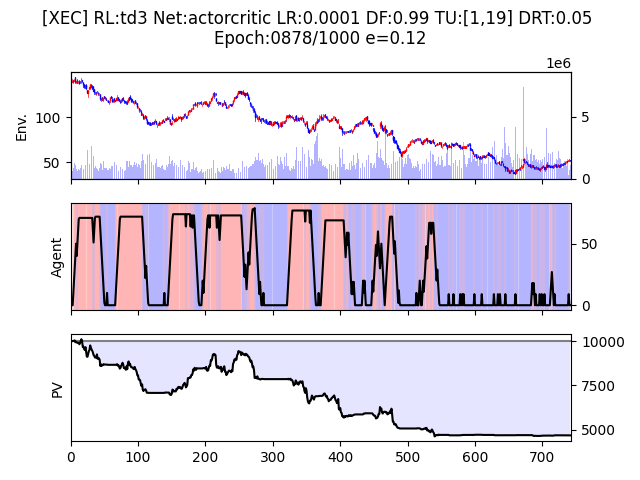 [XEC] RL:td3 Net:actorcritic LR:0.0001 DF:0.99 TU:[1,19] DRT:0.05
Epoch:0878/1000 e=0.12
1e6
Env.
100
50
5
0
Agent
50
0
PV
10000
7500
5000
0 100 200 300 400 500 600 700